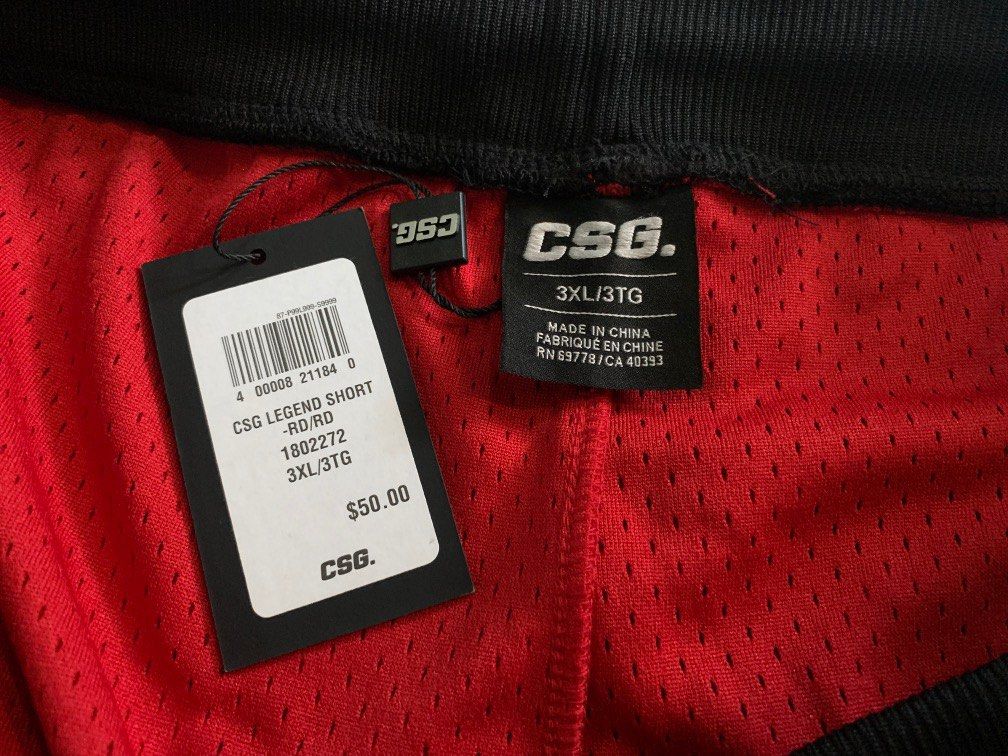 87-P99L999-S9999
4 00008 21184 0
CSG LEGEND SHORT
-RD/RD
1802272
3XL/3TG
$50.00
CSG.
CSG.
CSG.
3XL/3TG
MADE IN CHINA
FABRIQUÉ EN CHINE
RN 69778 / CA 40393